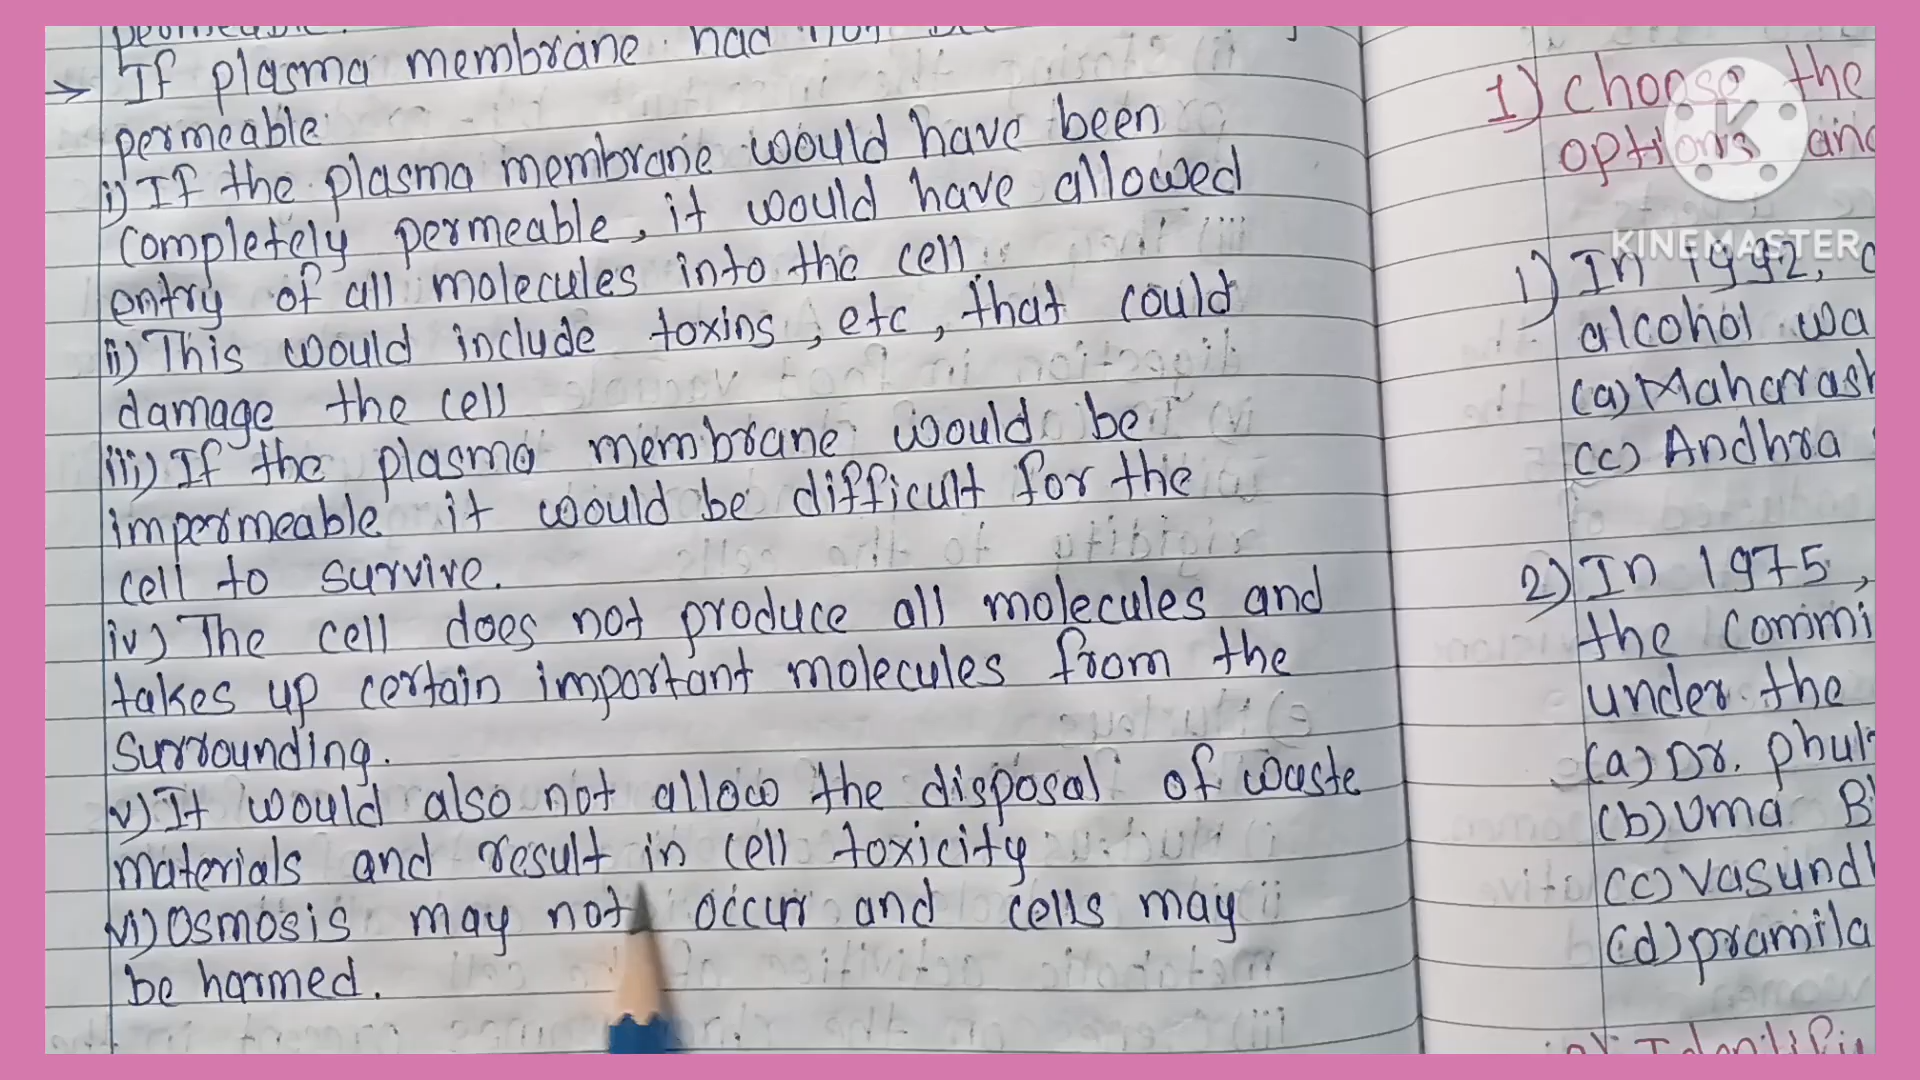 If plasma membrane had not
permeable
i) If the plasma membrane would have been
completely permeable, it would have allowed
entry of all molecules into the cell
ii) This would include toxins, etc, that could
damage the cell
iii) If the plasma membrane would be
impermeable it would be difficult for the
cell to survive.
iv) The cell does not produce all molecules and
takes up certain important molecules from the
surrounding.
v) It would also not allow the disposal of waste
materials and result in cell toxicity
vi) Osmosis may not occur and cells may
be harmed.
1) choose the
options and
KINEMASTER
1) In 1992,
alcohol wa
(a) Maharash
(c) Andhra
2) In 1975,
the Commi
under the
(a) Dr. phul
(b) Uma B
(c) Vasund
(d) pramila